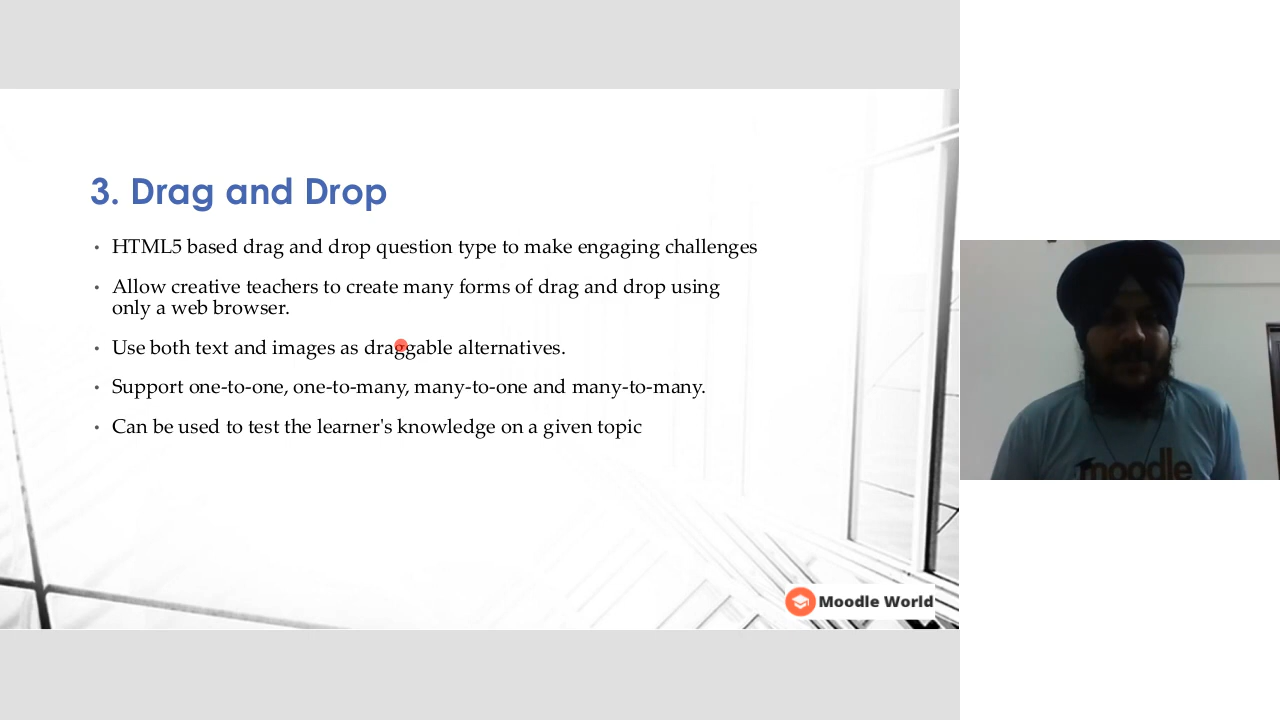 3. Drag and Drop
• HTML5 based drag and drop question type to make engaging challenges
• Allow creative teachers to create many forms of drag and drop using
only a web browser.
• Use both text and images as draggable alternatives.
• Support one-to-one, one-to-many, many-to-one and many-to-many.
• Can be used to test the learner's knowledge on a given topic
moodle
Moodle World